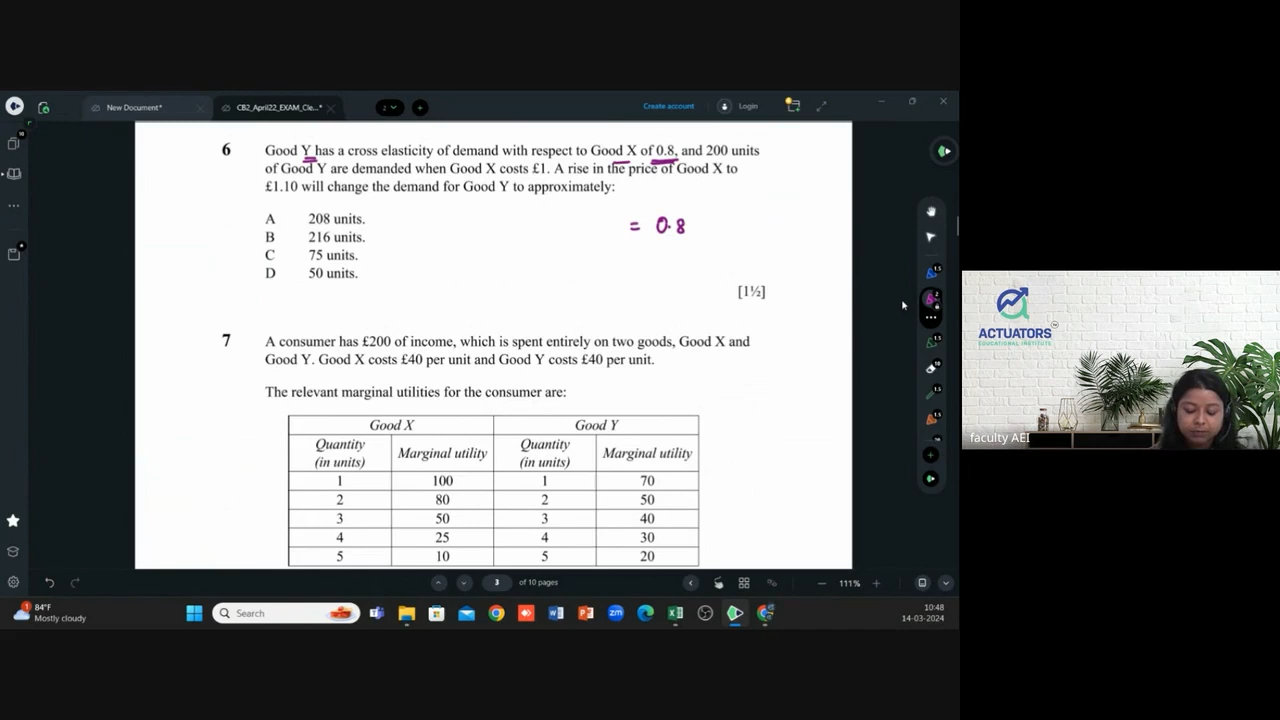 New Document*
CB2_April22_EXAM_Cle...*
2
Create account
Login
6
Good Y has a cross elasticity of demand with respect to Good X of 0.8, and 200 units
of Good Y are demanded when Good X costs £1. A rise in the price of Good X to
£1.10 will change the demand for Good Y to approximately:
A 208 units.
B 216 units.
C 75 units.
D 50 units.
= 0.8
[1½]
7
A consumer has £200 of income, which is spent entirely on two goods, Good X and
Good Y. Good X costs £40 per unit and Good Y costs £40 per unit.
The relevant marginal utilities for the consumer are:
Good X Good Y
Quantity (in units) Marginal utility Quantity (in units) Marginal utility
1 100 1 70
2 80 2 50
3 50 3 40
4 25 4 30
5 10 5 20
3 of 10 pages
111%
84°F
Mostly cloudy
Search
10:48
14-03-2024
ACTUATORS
EDUCATIONAL INSTITUTE
faculty AEI